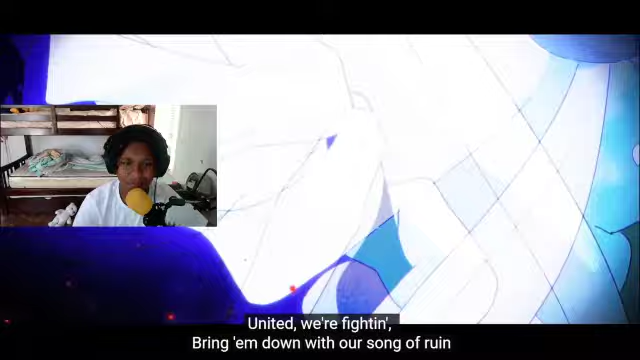 United, we're fightin',
Bring 'em down with our song of ruin